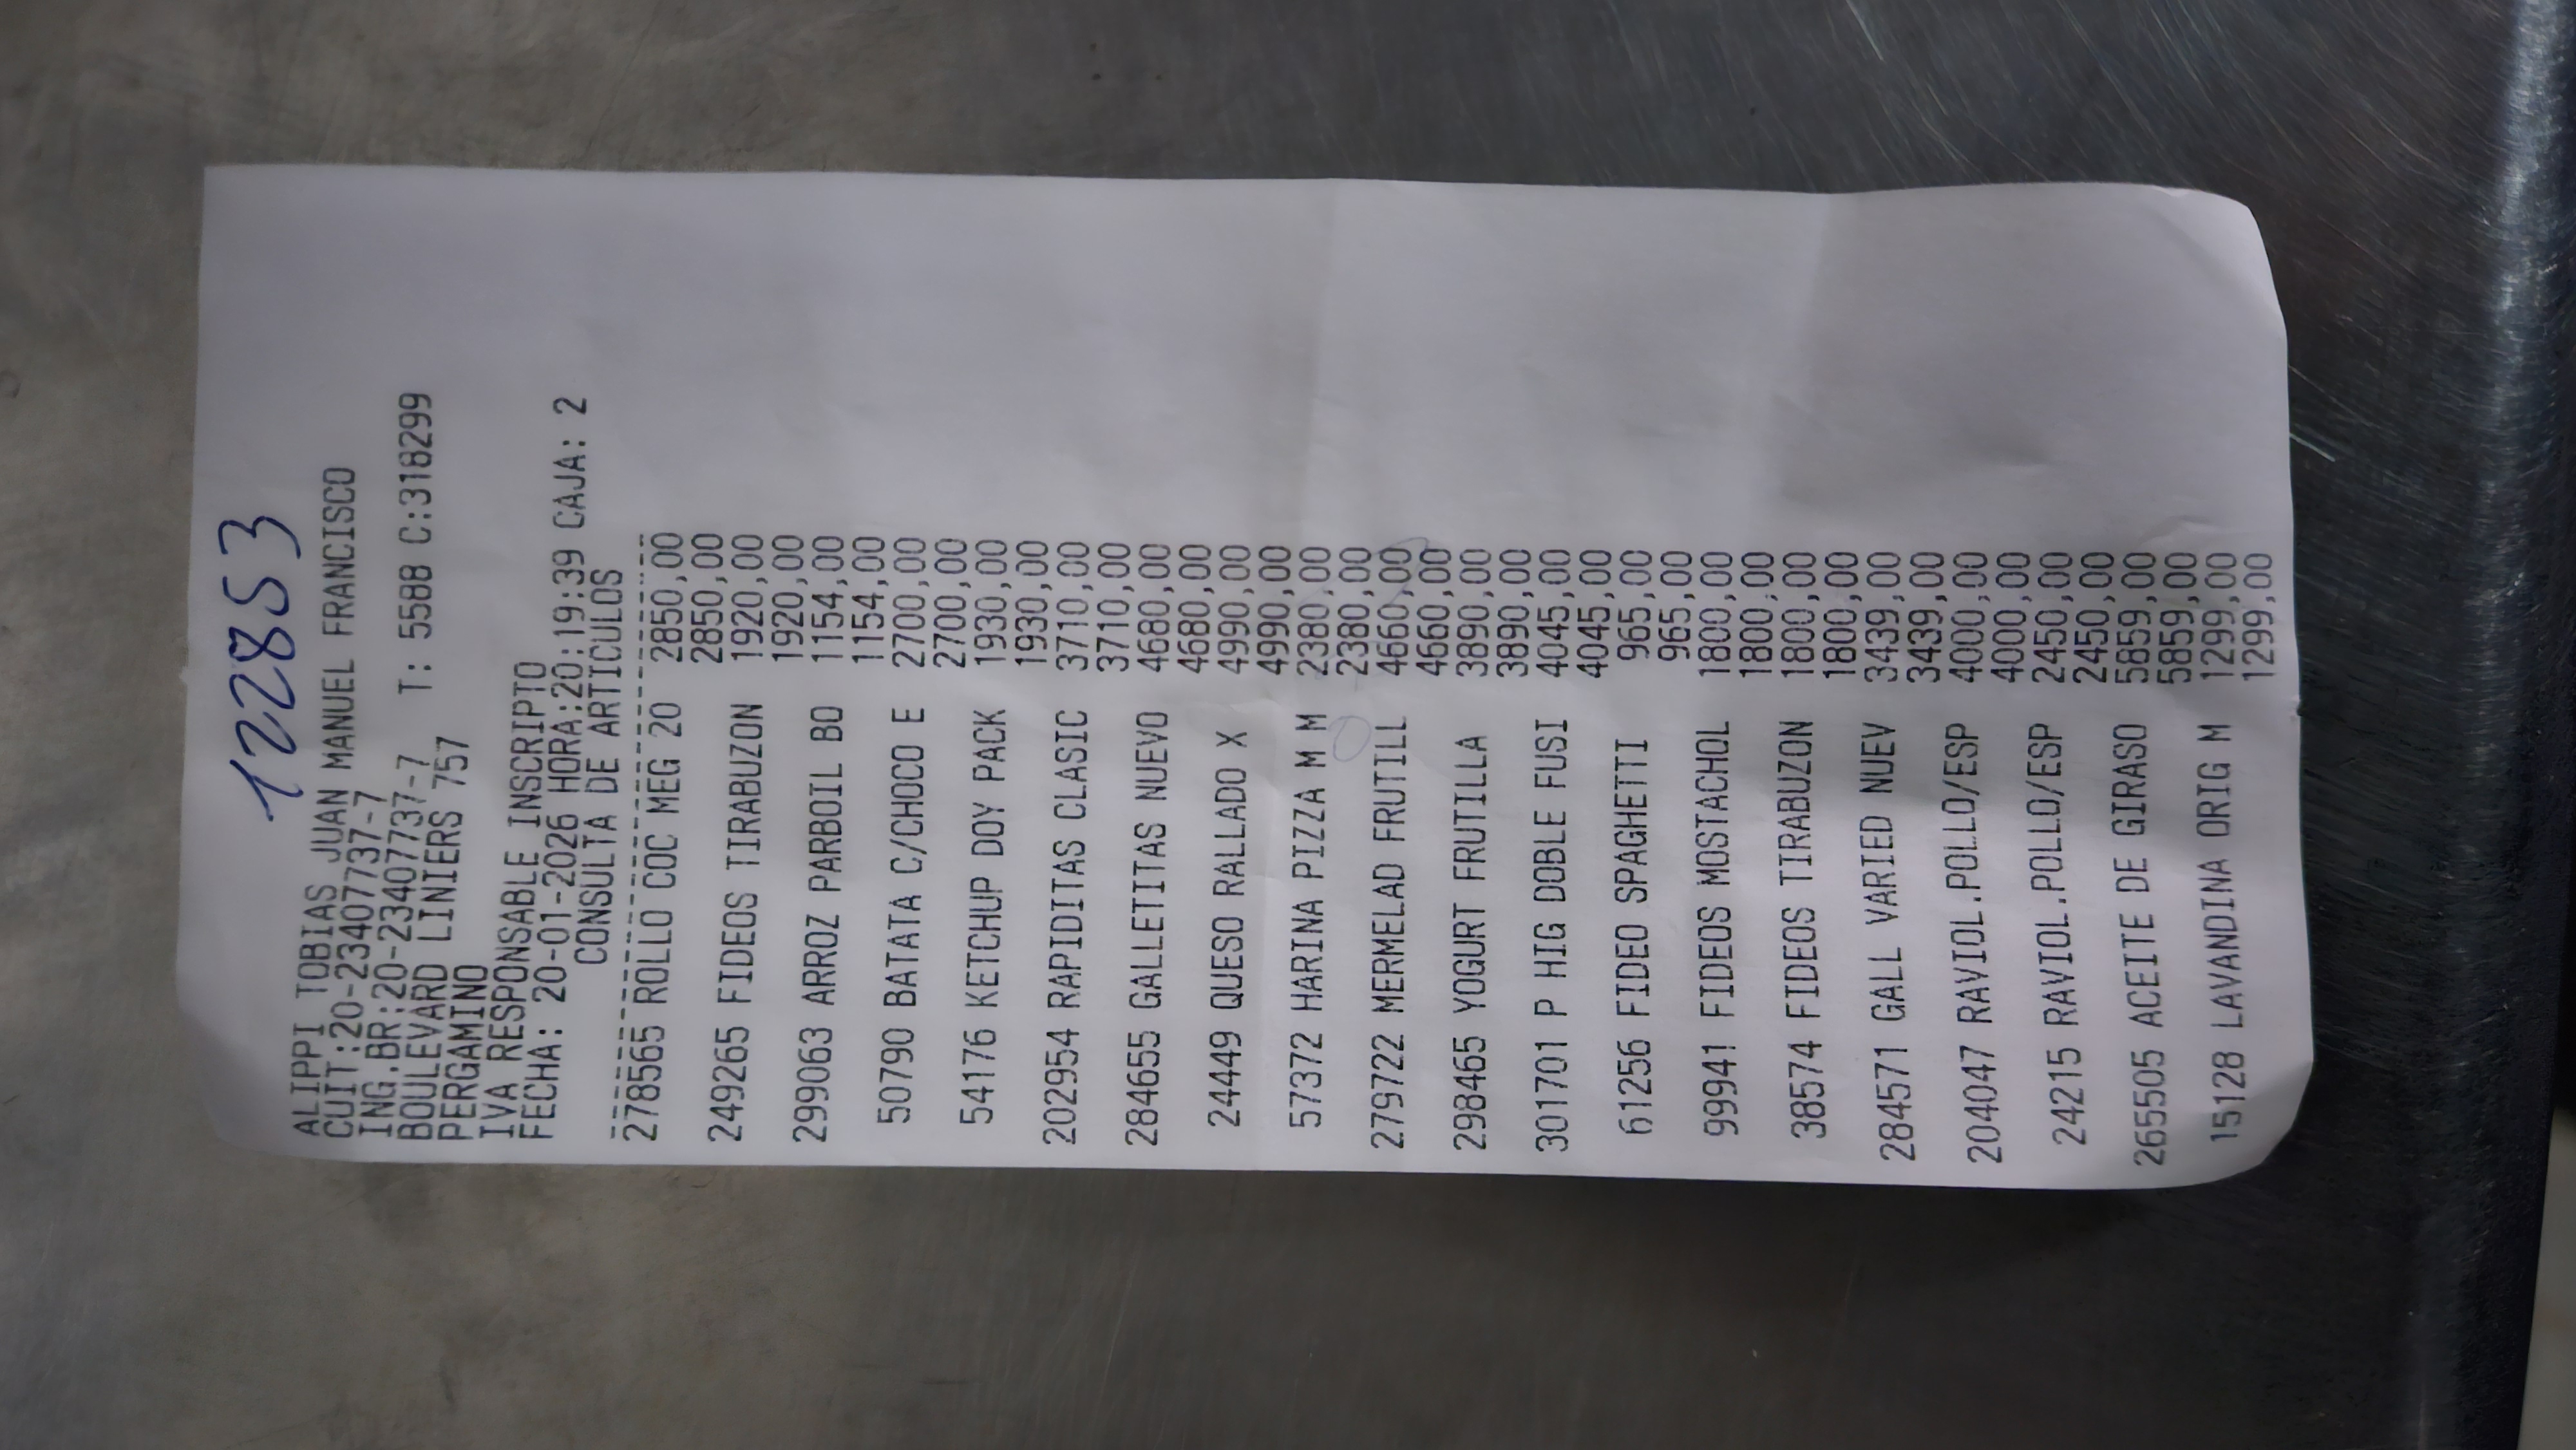 122853
ALIPPI TOBIAS JUAN MANUEL FRANCISCO
CUIT:20-23407737-7
ING.BR:20-23407737-7 T: 5588 C:318299
BOULEVARD LINIERS 757
PERGAMINO
IVA RESPONSABLE INSCRIPTO
FECHA: 20-01-2026 HORA:20:19:39 CAJA: 2
CONSULTA DE ARTICULOS
278565 ROLLO COC MEG 20 2850,00
2850,00
249265 FIDEOS TIRABUZON 1920,00
1920,00
299063 ARROZ PARBOIL BO 1154,00
1154,00
50790 BATATA C/CHOCO E 2700,00
2700,00
54176 KETCHUP DOY PACK 1930,00
1930,00
202954 RAPIDITAS CLASIC 3710,00
3710,00
284655 GALLETITAS NUEVO 4680,00
4680,00
24449 QUESO RALLADO X 4990,00
4990,00
57372 HARINA PIZZA M M 2380,00
2380,00
279722 MERMELAD FRUTILL 4660,00
4660,00
298465 YOGURT FRUTILLA 3890,00
3890,00
301701 P HIG DOBLE FUSI 4045,00
4045,00
61256 FIDEO SPAGHETTI 965,00
965,00
99941 FIDEOS MOSTACHOL 1800,00
1800,00
38574 FIDEOS TIRABUZON 1800,00
1800,00
284571 GALL VARIED NUEV 3439,00
3439,00
204047 RAVIOL.POLLO/ESP 4000,00
4000,00
24215 RAVIOL.POLLO/ESP 2450,00
2450,00
265505 ACEITE DE GIRASO 5859,00
5859,00
15128 LAVANDINA ORIG M 1299,00
1299,00